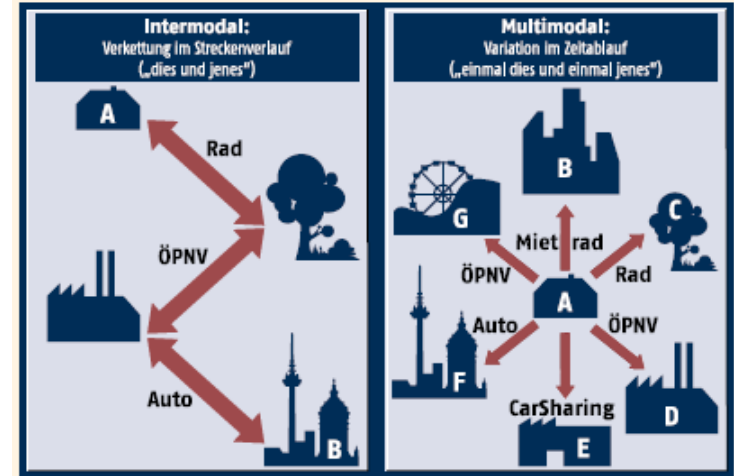 Intermodal:
Verkettung im Streckenverlauf
(„dies und jenes“)
A
Rad
ÖPNV
Auto
B
Multimodal:
Variation im Zeitablauf
(„einmal dies und einmal jenes“)
B
G
C
Mietrad
ÖPNV
Rad
A
Auto
ÖPNV
F
CarSharing
D
E